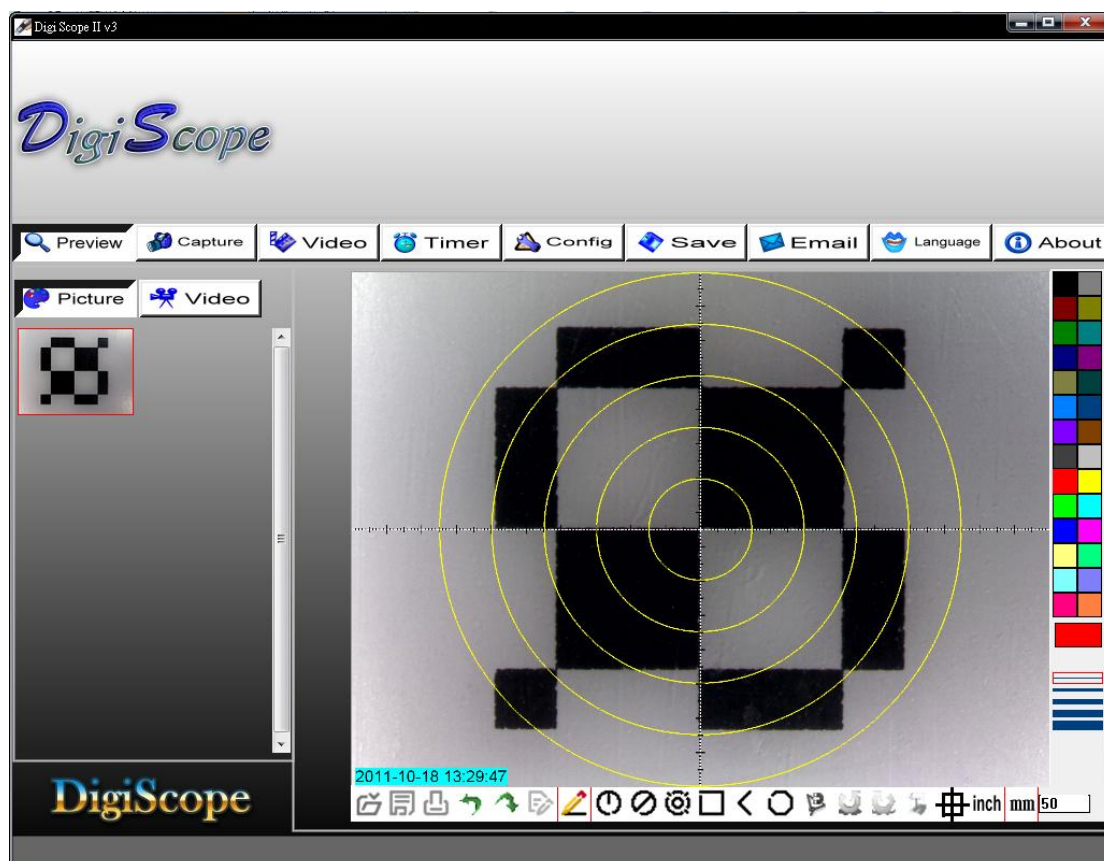 Digi Scope II v3
DigiScope
Preview
Capture
Video
Timer
Config
Save
Email
Language
About
Picture
Video
2011-10-18 13:29:47
DigiScope
inch
mm
50